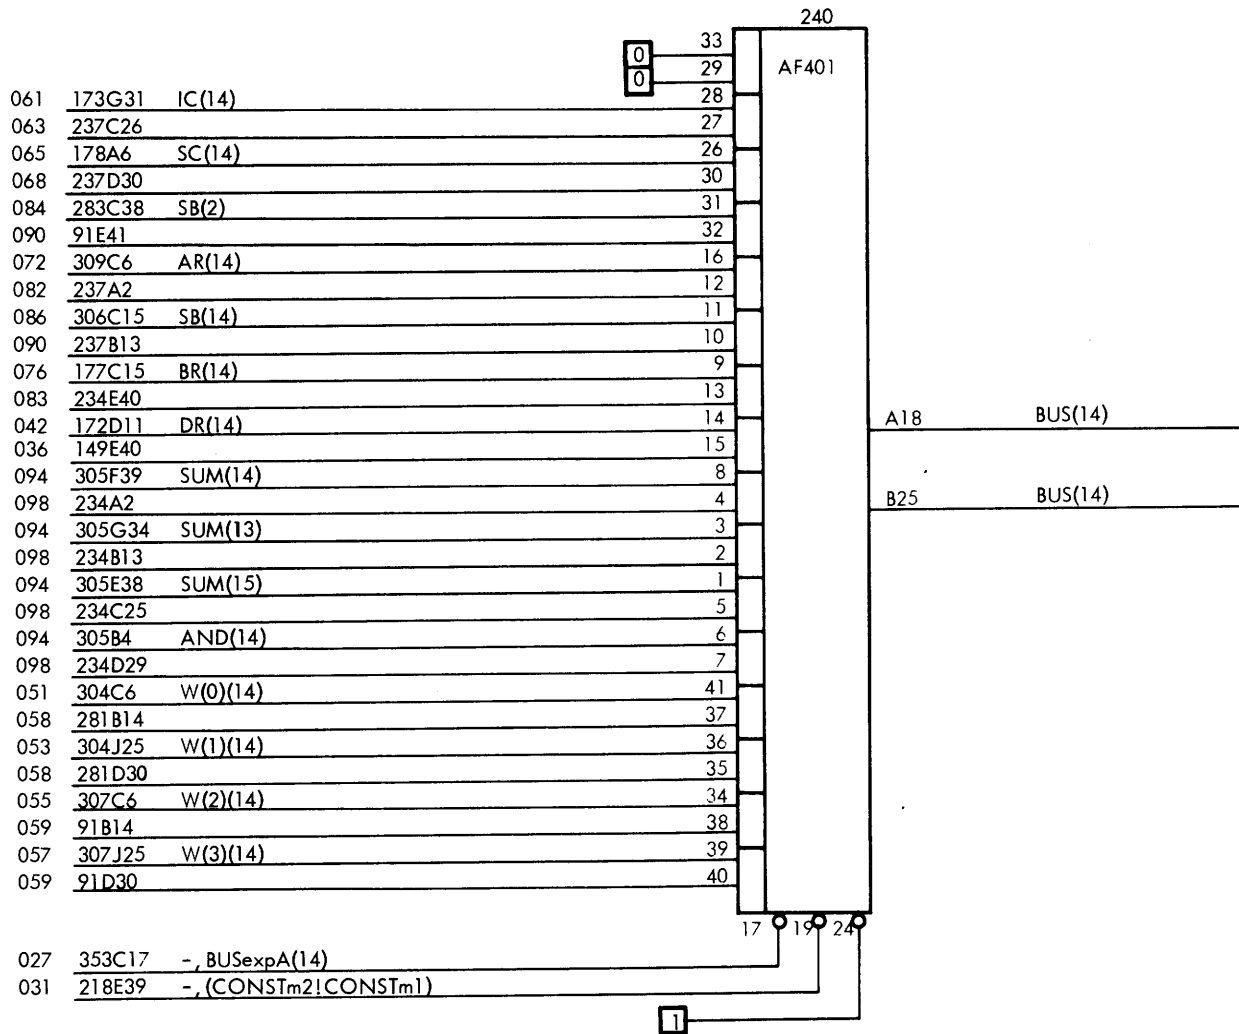 240
0 33
0 29
AF401
061 173G31 IC(14) 28
063 237C26 27
065 178A6 SC(14) 26
068 237D30 30
084 283C38 SB(2) 31
090 91E41 32
072 309C6 AR(14) 16
082 237A2 12
086 306C15 SB(14) 11
090 237B13 10
076 177C15 BR(14) 9
083 234E40 13
042 172D11 DR(14) 14
A18 BUS(14)
036 149E40 15
094 305F39 SUM(14) 8
098 234A2 4
B25 BUS(14)
094 305G34 SUM(13) 3
098 234B13 2
094 305E38 SUM(15) 1
098 234C25 5
094 305B4 AND(14) 6
098 234D29 7
051 304C6 W(0)(14) 41
058 281B14 37
053 304J25 W(1)(14) 36
058 281D30 35
055 307C6 W(2)(14) 34
059 91B14 38
057 307J25 W(3)(14) 39
059 91D30 40
17 19 24
027 353C17 -,BUSexpA(14)
031 218E39 -,(CONSTm2!CONSTm1)
1